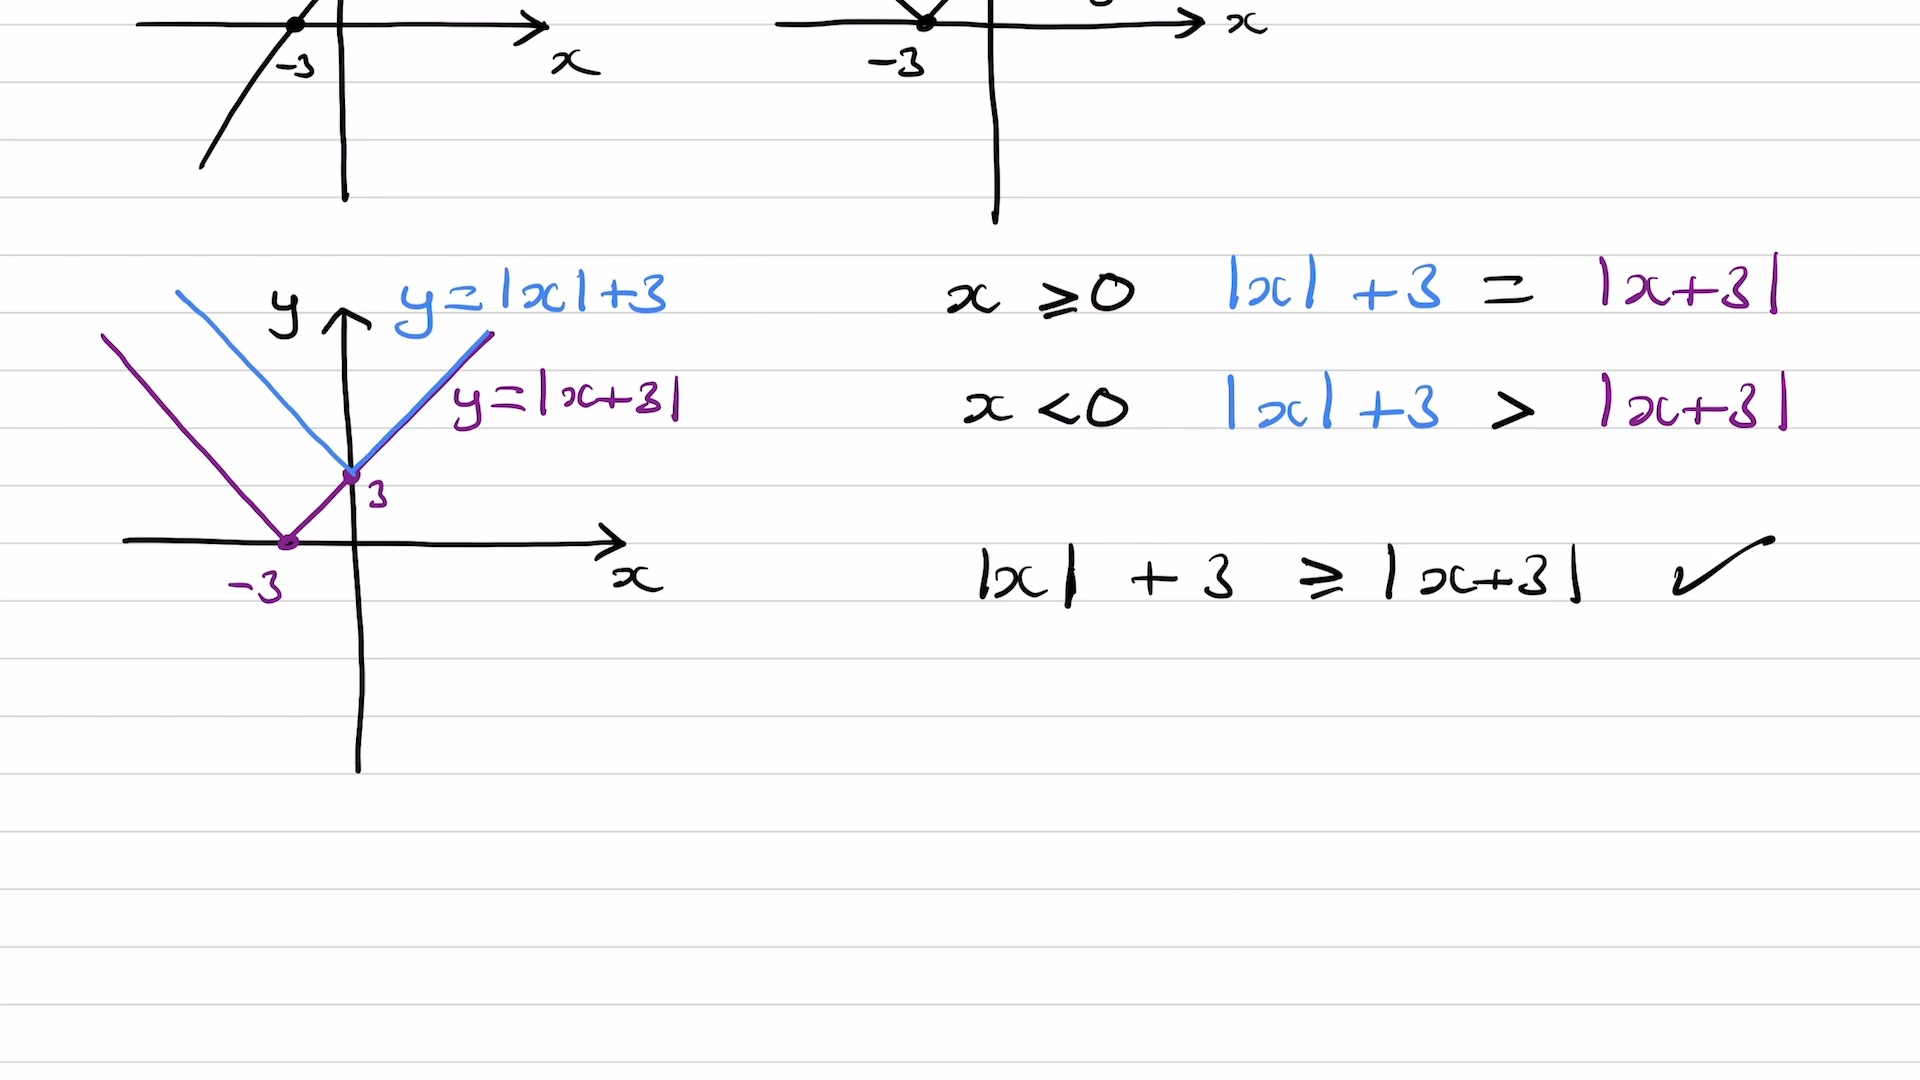 -3
x
-3
x
y
y=|x|+3
y=|x+3|
3
-3
x
x ≥0 |x| +3 = |x+3|
x <0 |x| +3 > |x+3|
|x| + 3 ≥ |x+3| ✓